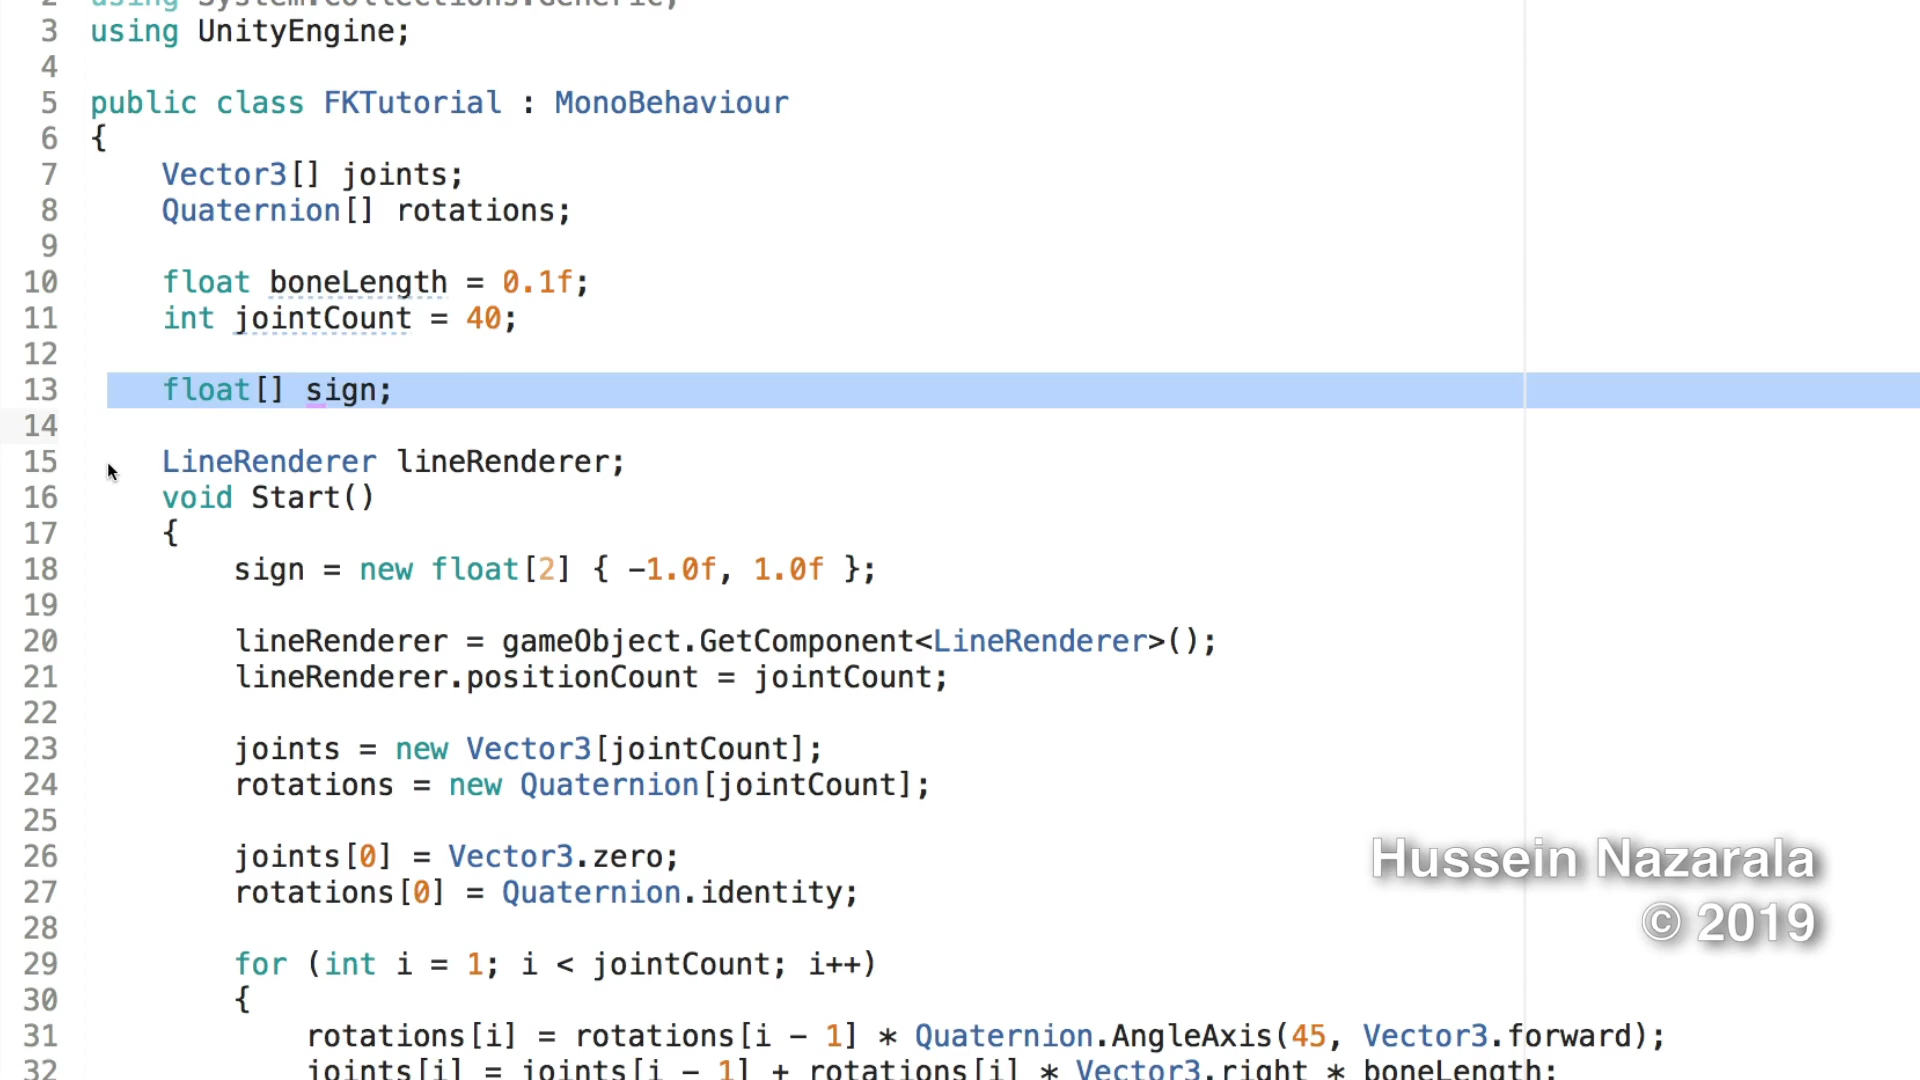 2 using System.Collections.Generic;
3 using UnityEngine;
4
5 public class FKTutorial : MonoBehaviour
6 {
7 Vector3[] joints;
8 Quaternion[] rotations;
9
10 float boneLength = 0.1f;
11 int jointCount = 40;
12
13 float[] sign;
14
15 LineRenderer lineRenderer;
16 void Start()
17 {
18 sign = new float[2] { -1.0f, 1.0f };
19
20 lineRenderer = gameObject.GetComponent<LineRenderer>();
21 lineRenderer.positionCount = jointCount;
22
23 joints = new Vector3[jointCount];
24 rotations = new Quaternion[jointCount];
25
26 joints[0] = Vector3.zero;
27 rotations[0] = Quaternion.identity;
28
29 for (int i = 1; i < jointCount; i++)
30 {
31 rotations[i] = rotations[i - 1] * Quaternion.AngleAxis(45, Vector3.forward);
32 joints[i] = joints[i - 1] + rotations[i] * Vector3.right * boneLength;
Hussein Nazarala
© 2019